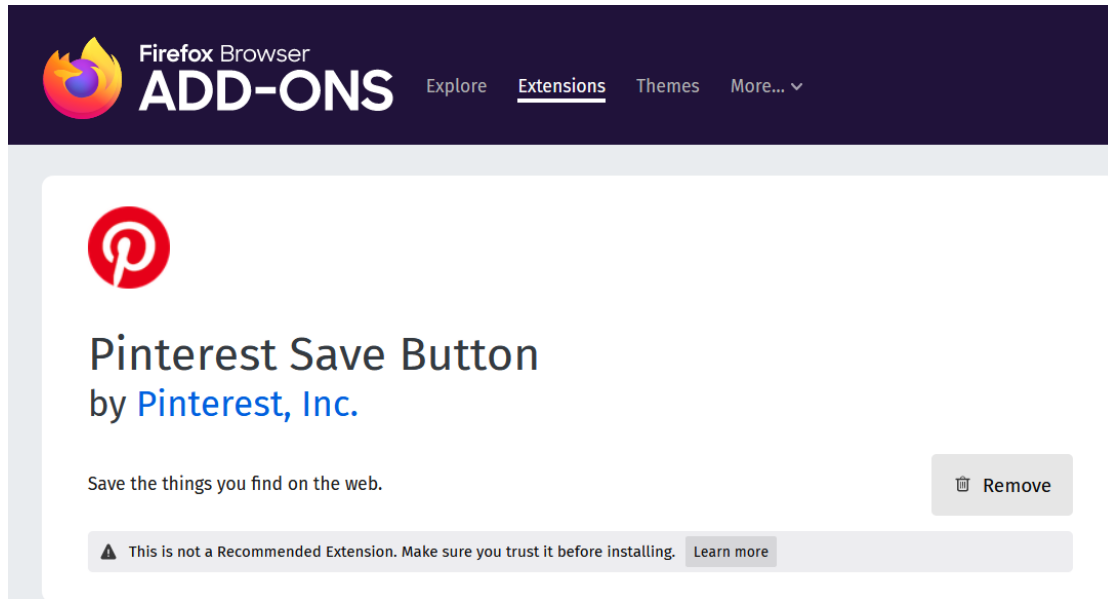 Firefox Browser
ADD-ONS
Explore Extensions Themes More...
Pinterest Save Button
by Pinterest, Inc.
Save the things you find on the web.
Remove
This is not a Recommended Extension. Make sure you trust it before installing. Learn more